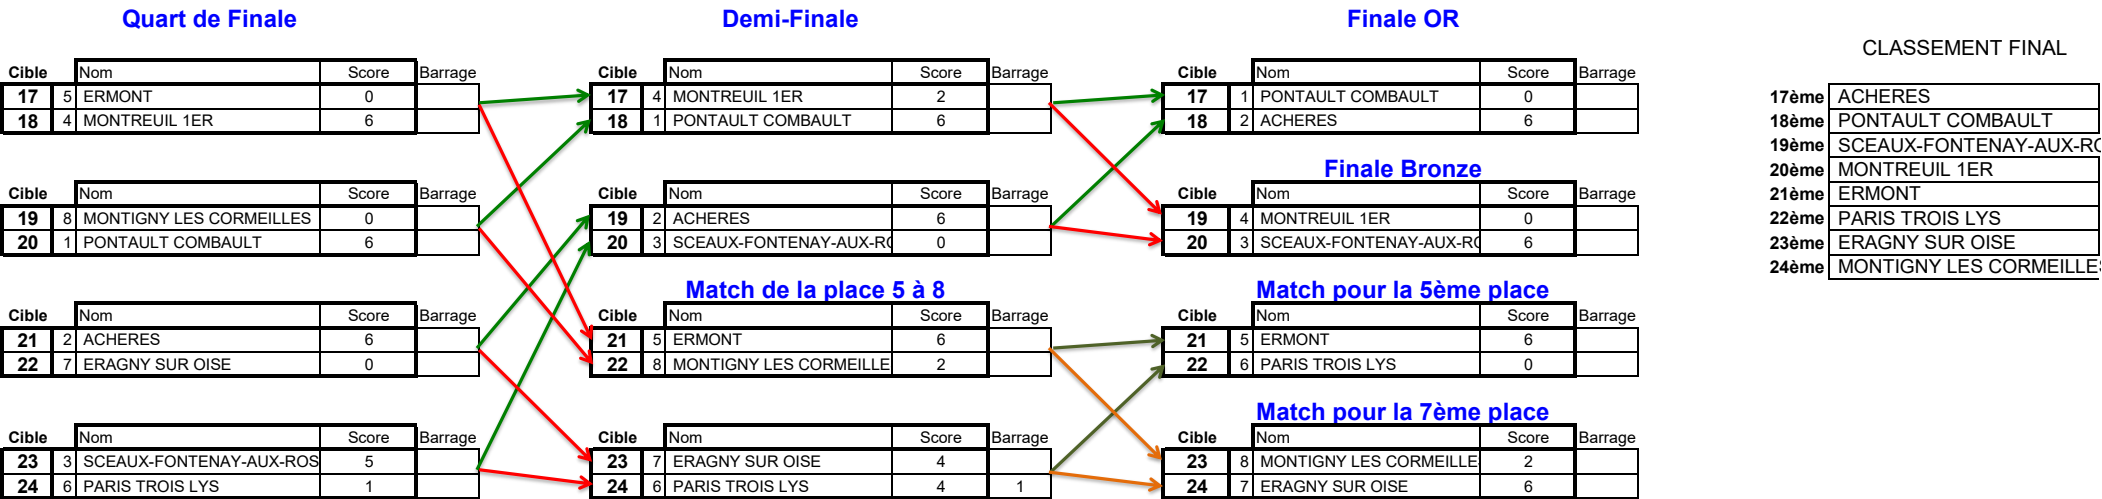 Quart de Finale Demi-Finale Finale OR
CLASSEMENT FINAL
Cible Nom Score Barrage Cible Nom Score Barrage Cible Nom Score Barrage
17 5 ERMONT 0 17 4 MONTREUIL 1ER 2 17 1 PONTAULT COMBAULT 0 17ème ACHERES
18 4 MONTREUIL 1ER 6 18 1 PONTAULT COMBAULT 6 18 2 ACHERES 6 18ème PONTAULT COMBAULT
19ème SCEAUX-FONTENAY-AUX-RO
Finale Bronze 20ème MONTREUIL 1ER
Cible Nom Score Barrage Cible Nom Score Barrage Cible Nom Score Barrage 21ème ERMONT
19 8 MONTIGNY LES CORMEILLES 0 19 2 ACHERES 6 19 4 MONTREUIL 1ER 0 22ème PARIS TROIS LYS
20 1 PONTAULT COMBAULT 6 20 3 SCEAUX-FONTENAY-AUX-RO 0 20 3 SCEAUX-FONTENAY-AUX-RO 6 23ème ERAGNY SUR OISE
24ème MONTIGNY LES CORMEILLES
Match de la place 5 à 8 Match pour la 5ème place
Cible Nom Score Barrage Cible Nom Score Barrage Cible Nom Score Barrage
21 2 ACHERES 6 21 5 ERMONT 6 21 5 ERMONT 6
22 7 ERAGNY SUR OISE 0 22 8 MONTIGNY LES CORMEILLE 2 22 6 PARIS TROIS LYS 0
Match pour la 7ème place
Cible Nom Score Barrage Cible Nom Score Barrage Cible Nom Score Barrage
23 3 SCEAUX-FONTENAY-AUX-ROS 5 23 7 ERAGNY SUR OISE 4 23 8 MONTIGNY LES CORMEILLE 2
24 6 PARIS TROIS LYS 1 24 6 PARIS TROIS LYS 4 1 24 7 ERAGNY SUR OISE 6